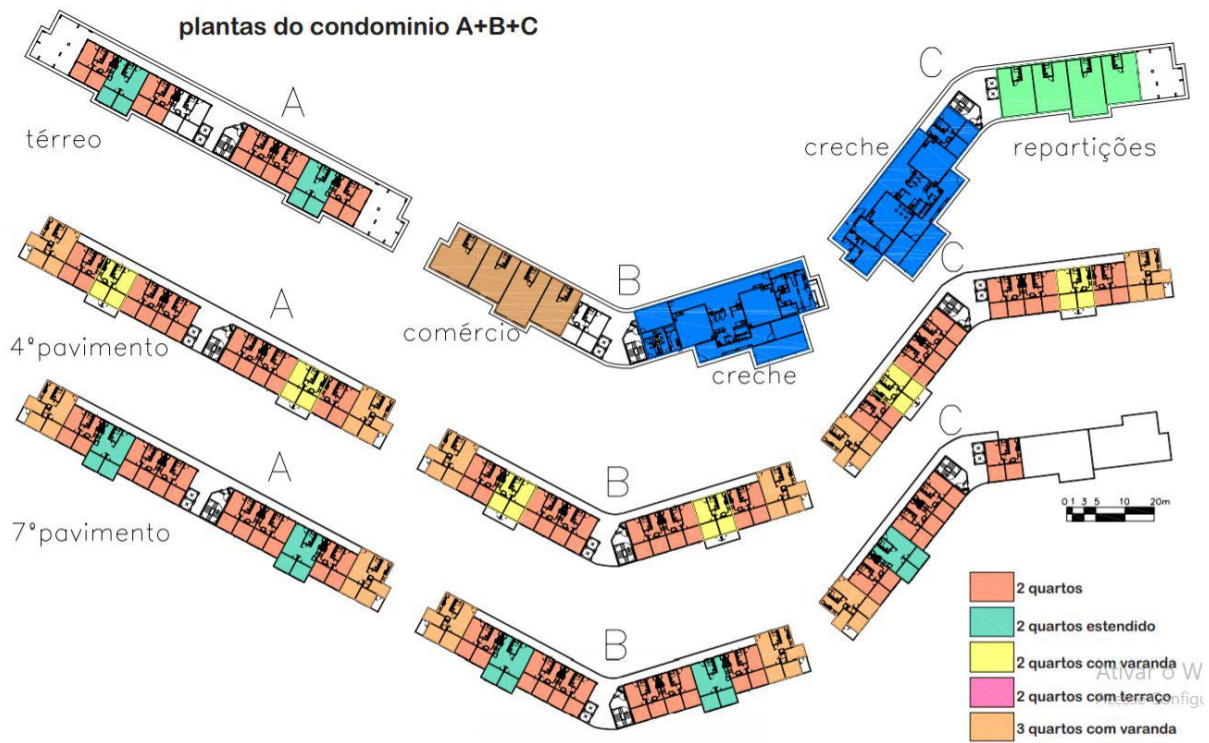 plantas do condominio A+B+C
A
térreo
C
creche
repartições
A
4ºpavimento
B
comércio
creche
C
A
7ºpavimento
B
C
0 1 3 5 10 20m
B
2 quartos
2 quartos estendido
2 quartos com varanda
Ativar o W
2 quartos com terraço
3 quartos com varanda